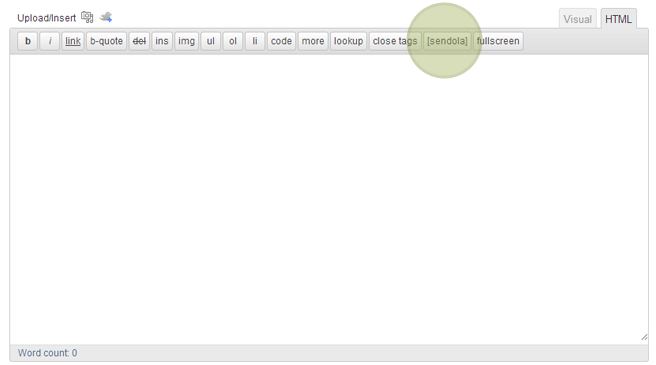 Upload/Insert Visual HTML
b i link b-quote del ins img ul ol li code more lookup close tags [sendola] fullscreen
Word count: 0